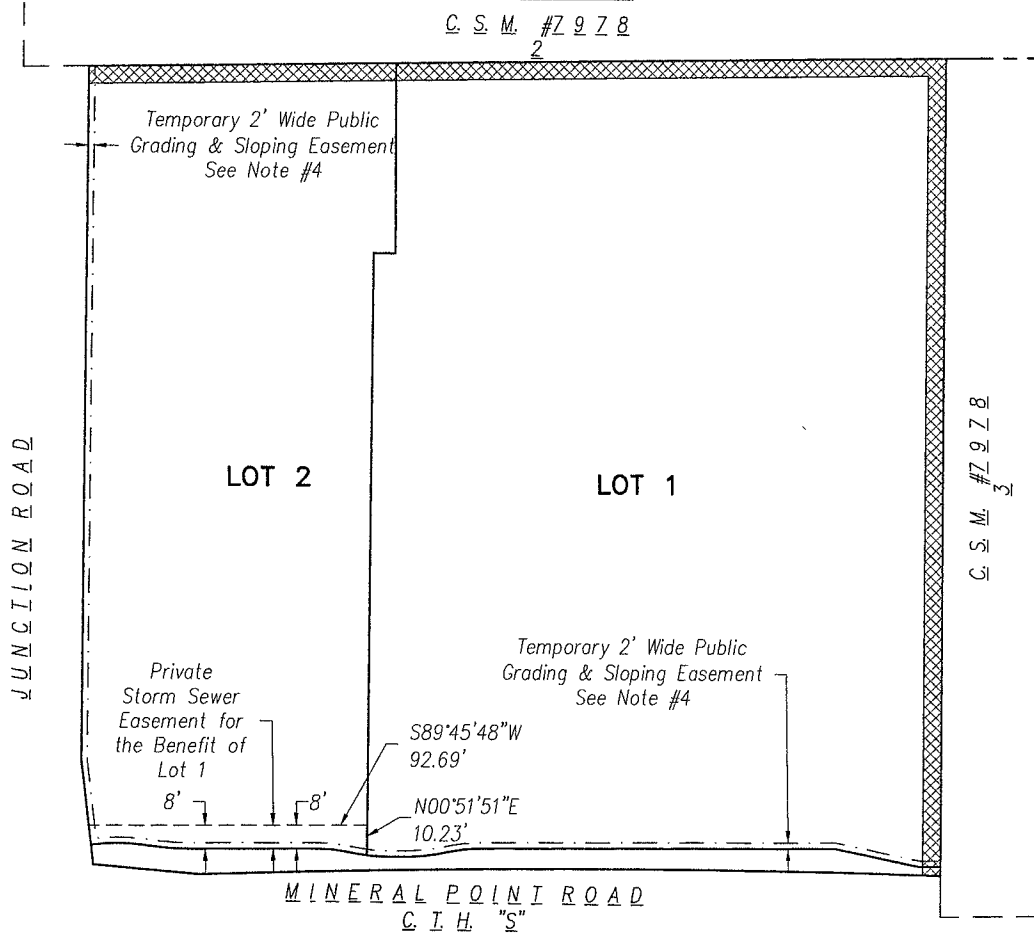 C. S. M. #7 9 7 8
2
Temporary 2' Wide Public
Grading & Sloping Easement
See Note #4
JUNCTION ROAD
LOT 2
LOT 1
C. S. M. #7 9 7 8
3
Temporary 2' Wide Public
Grading & Sloping Easement
See Note #4
Private
Storm Sewer
Easement for
the Benefit of
Lot 1
8'
8'
S89°45'48"W
92.69'
N00°51'51"E
10.23'
MINERAL POINT ROAD
C. T. H. "S"